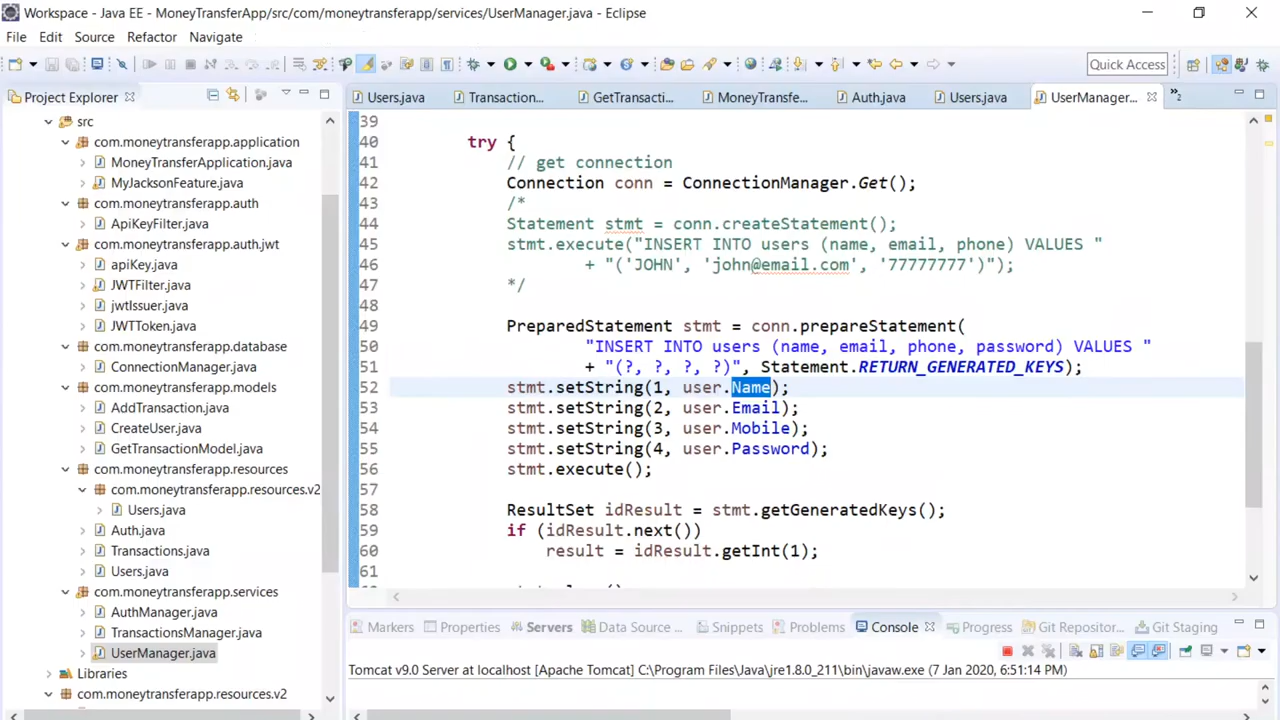 Workspace - Java EE - MoneyTransferApp/src/com/moneytransferapp/services/UserManager.java - Eclipse
File Edit Source Refactor Navigate
Quick Access
Project Explorer
src
com.moneytransferapp.application
MoneyTransferApplication.java
MyJacksonFeature.java
com.moneytransferapp.auth
ApiKeyFilter.java
com.moneytransferapp.auth.jwt
apiKey.java
JWTFilter.java
jwtIssuer.java
JWTToken.java
com.moneytransferapp.database
ConnectionManager.java
com.moneytransferapp.models
AddTransaction.java
CreateUser.java
GetTransactionModel.java
com.moneytransferapp.resources
com.moneytransferapp.resources.v2
Users.java
Auth.java
Transactions.java
Users.java
com.moneytransferapp.services
AuthManager.java
TransactionsManager.java
UserManager.java
Libraries
com.moneytransferapp.resources.v2
Users.java Transaction... GetTransacti... MoneyTransfe... Auth.java Users.java UserManager... »2
39
40 try {
41 // get connection
42 Connection conn = ConnectionManager.Get();
43 /*
44 Statement stmt = conn.createStatement();
45 stmt.execute("INSERT INTO users (name, email, phone) VALUES "
46 + "('JOHN', 'john@email.com', '77777777')");
47 */
48
49 PreparedStatement stmt = conn.prepareStatement(
50 "INSERT INTO users (name, email, phone, password) VALUES "
51 + "(?, ?, ?, ?)", Statement.RETURN_GENERATED_KEYS);
52 stmt.setString(1, user.Name);
53 stmt.setString(2, user.Email);
54 stmt.setString(3, user.Mobile);
55 stmt.setString(4, user.Password);
56 stmt.execute();
57
58 ResultSet idResult = stmt.getGeneratedKeys();
59 if (idResult.next())
60 result = idResult.getInt(1);
61
Markers Properties Servers Data Source ... Snippets Problems Console Progress Git Repositor... Git Staging
Tomcat v9.0 Server at localhost [Apache Tomcat] C:\Program Files\Java\jre1.8.0_211\bin\javaw.exe (7 Jan 2020, 6:51:14 PM)